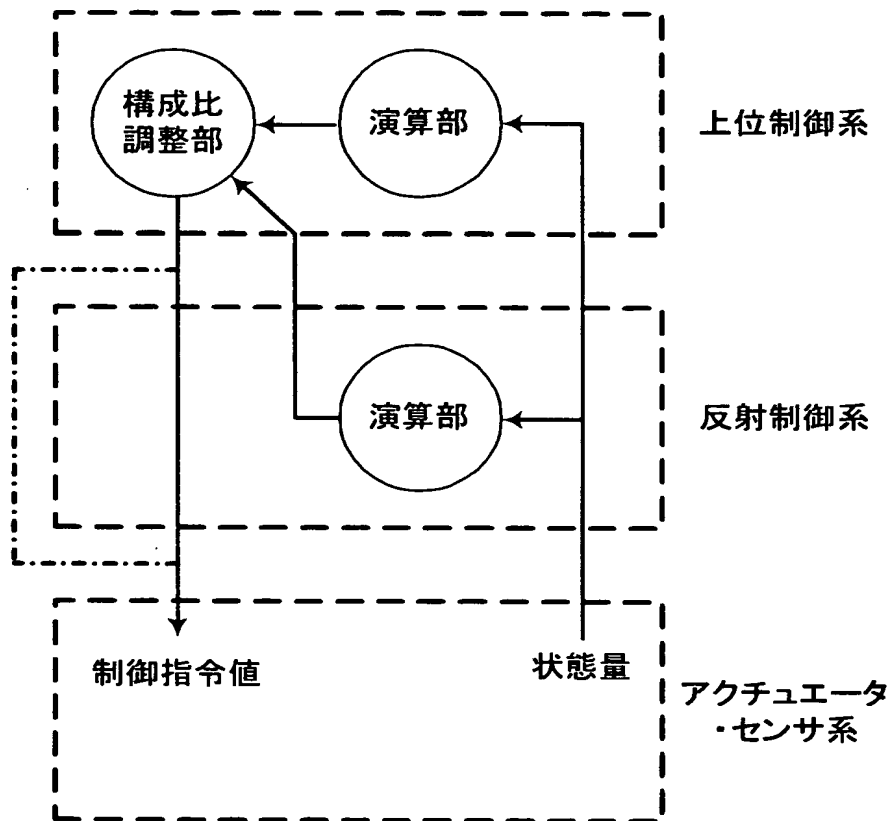 構成比
調整部
演算部
上位制御系
演算部
反射制御系
制御指令値
状態量
アクチュエータ
・センサ系